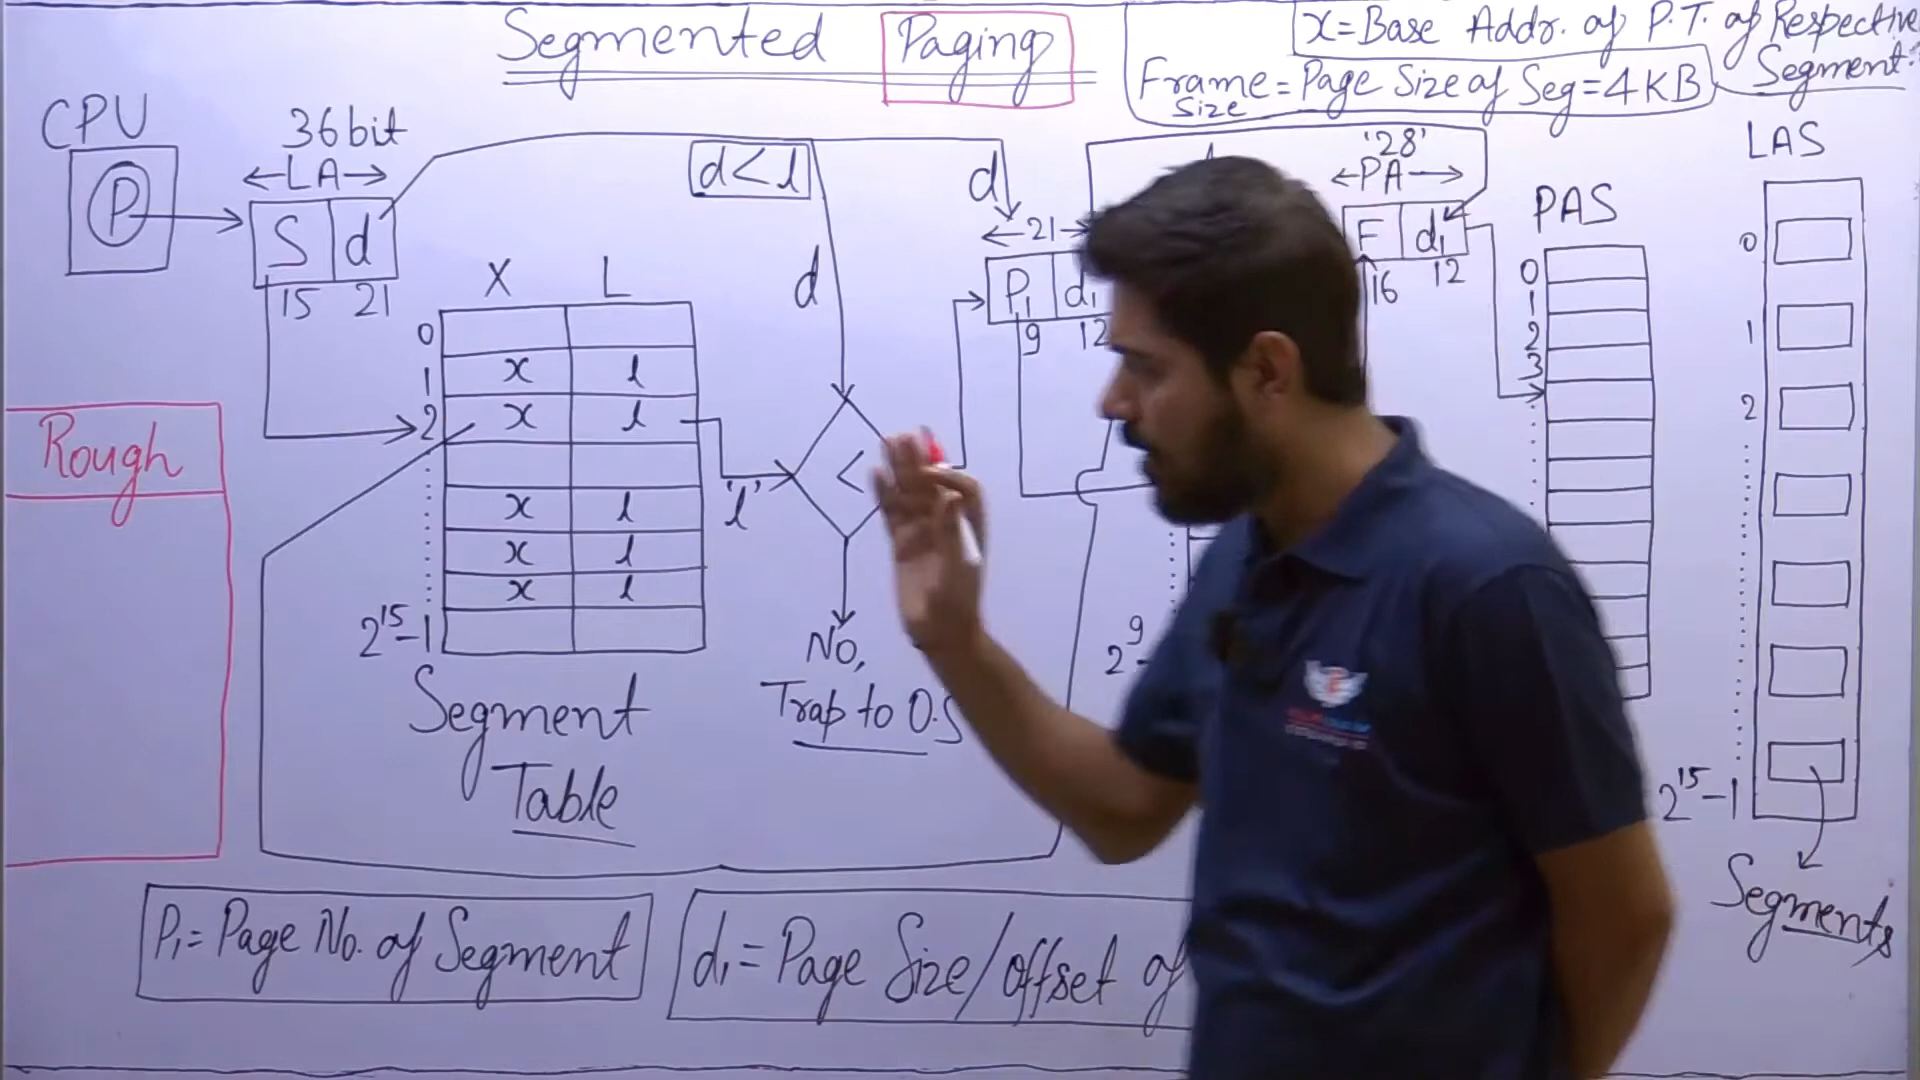 Segmented Paging
x=Base Addr. of P.T. of Respective
Segment.
Frame = Page Size of Seg=4KB
Size
CPU
P
36 bit
LA
S d
15 21
X L
0
1 x l
2 x l
x l
x l
x l
2^15-1
Segment
Table
d<l
d
d
'l'
<
No,
Trap to O.S
21
P1 d1
9 12
2^9-
'28'
PA
F d1
16 12
PAS
0
1
2
3
LAS
0
1
2
2^15-1
Segments
Rough
P1= Page No. of Segment
d1= Page Size/offset of